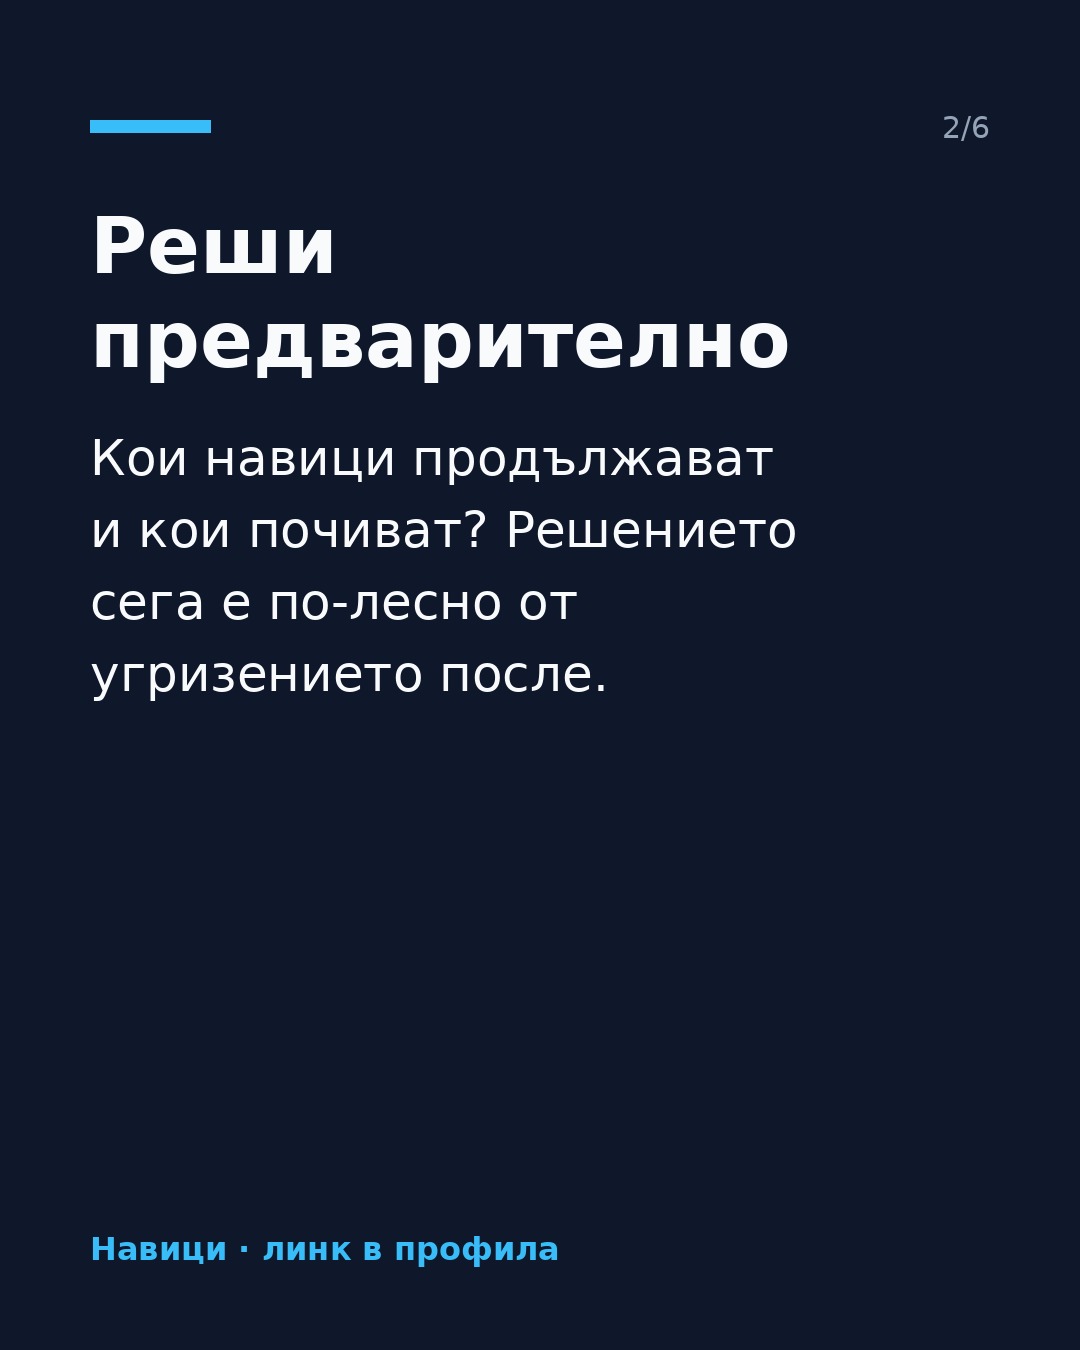 2/6
Реши
предварително
Кои навици продължават
и кои почиват? Решението
сега е по-лесно от
угризението после.
Навици · линк в профила